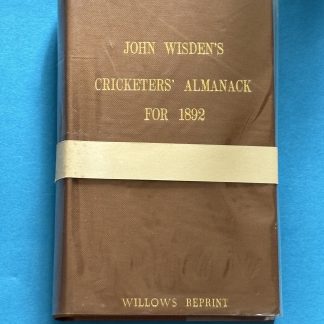 JOHN WISDEN'S
CRICKETERS' ALMANACK
FOR 1892
WILLOWS REPRINT